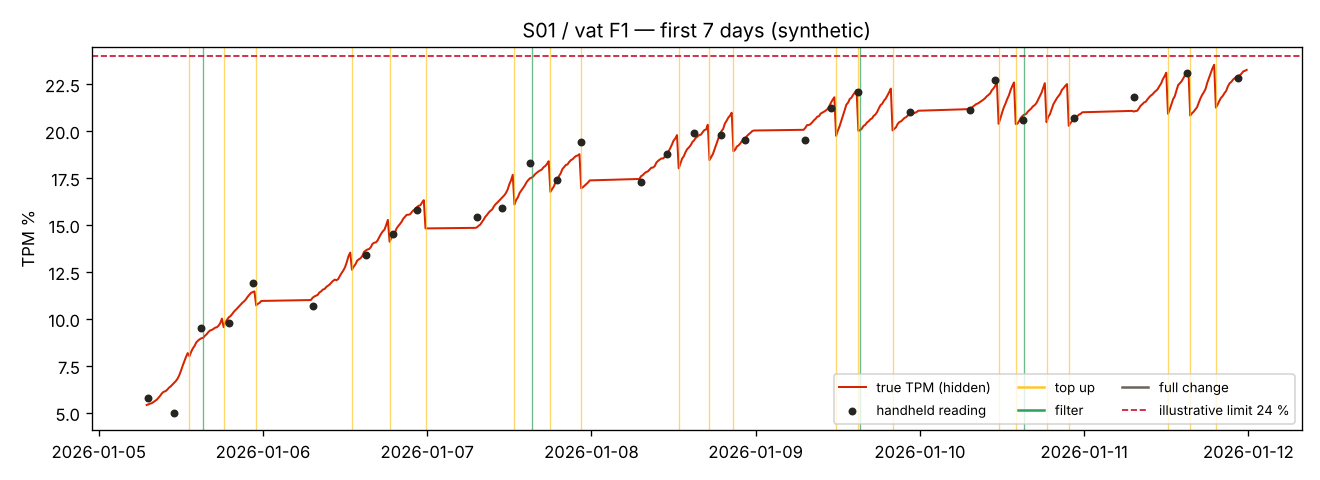 S01 / vat F1 — first 7 days (synthetic)
TPM %
22.5
20.0
17.5
15.0
12.5
10.0
7.5
5.0
true TPM (hidden)
handheld reading
top up
filter
full change
illustrative limit 24 %
2026-01-05
2026-01-06
2026-01-07
2026-01-08
2026-01-09
2026-01-10
2026-01-11
2026-01-12